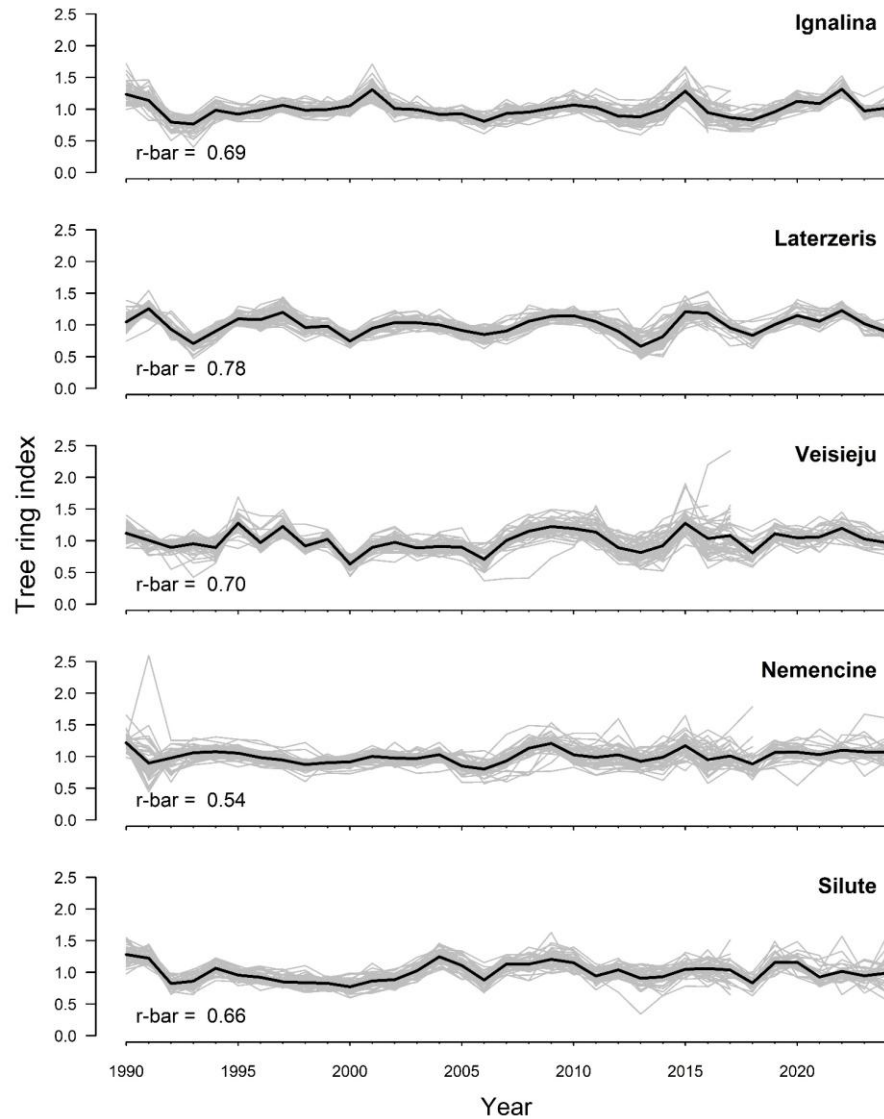 Ignalina
2.5
2.0
1.5
1.0
0.5
0.0
r-bar = 0.69
Laterzeris
2.5
2.0
1.5
1.0
0.5
0.0
r-bar = 0.78
Veisieju
2.5
2.0
1.5
1.0
0.5
0.0
r-bar = 0.70
Tree ring index
Nemencine
2.5
2.0
1.5
1.0
0.5
0.0
r-bar = 0.54
Silute
2.5
2.0
1.5
1.0
0.5
0.0
r-bar = 0.66
1990 1995 2000 2005 2010 2015 2020
Year